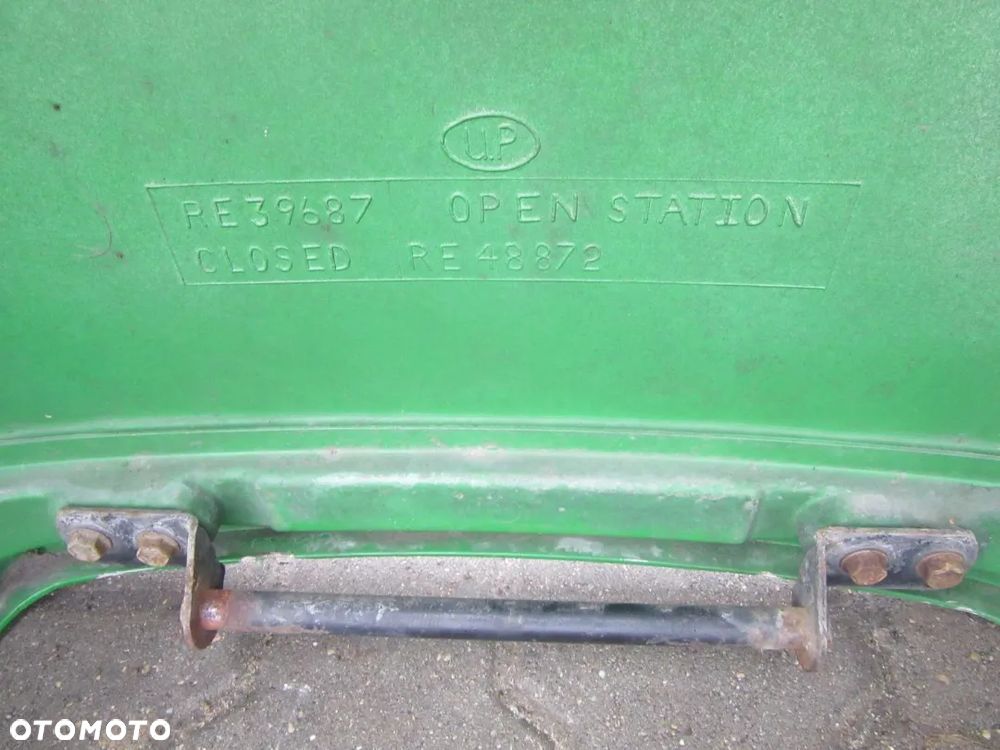 U.P
RE39687 OPEN STATION
CLOSED RE48872
OTOMOTO